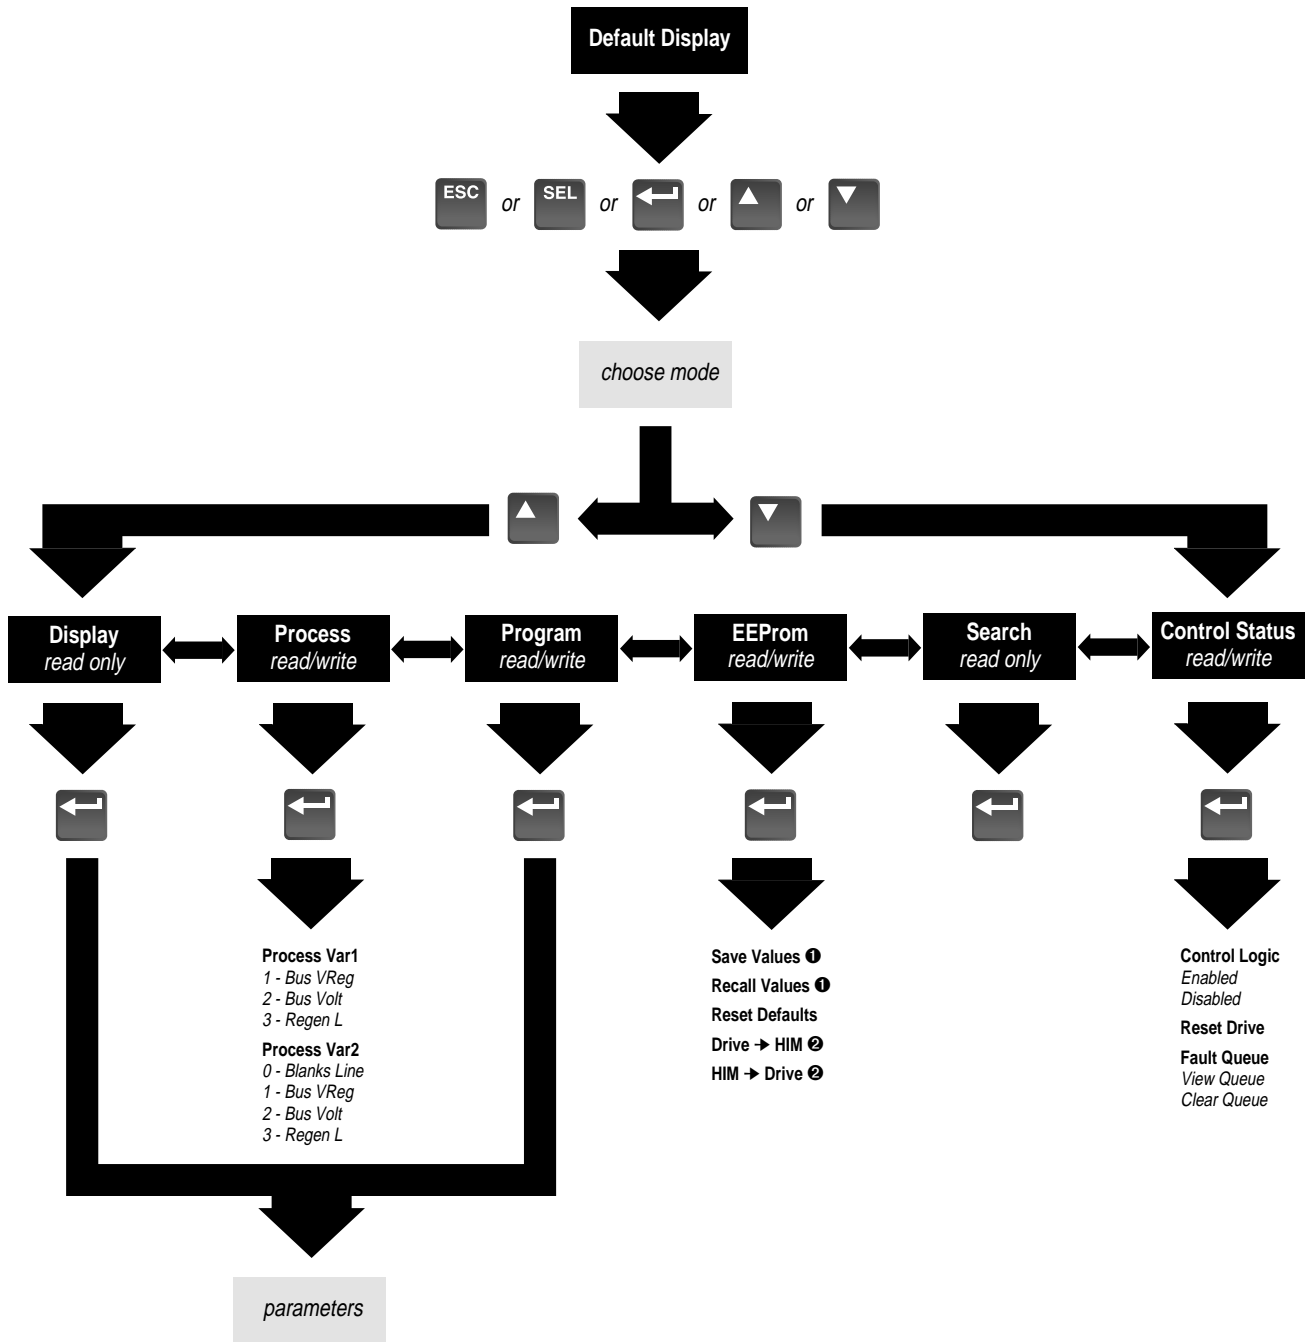 Default Display
ESC or SEL or or or
choose mode
Display
read only
Process
read/write
Program
read/write
EEProm
read/write
Search
read only
Control Status
read/write
Process Var1
1 - Bus VReg
2 - Bus Volt
3 - Regen L
Process Var2
0 - Blanks Line
1 - Bus VReg
2 - Bus Volt
3 - Regen L
Save Values ❶
Recall Values ❶
Reset Defaults
Drive → HIM ❷
HIM → Drive ❷
Control Logic
Enabled
Disabled
Reset Drive
Fault Queue
View Queue
Clear Queue
parameters